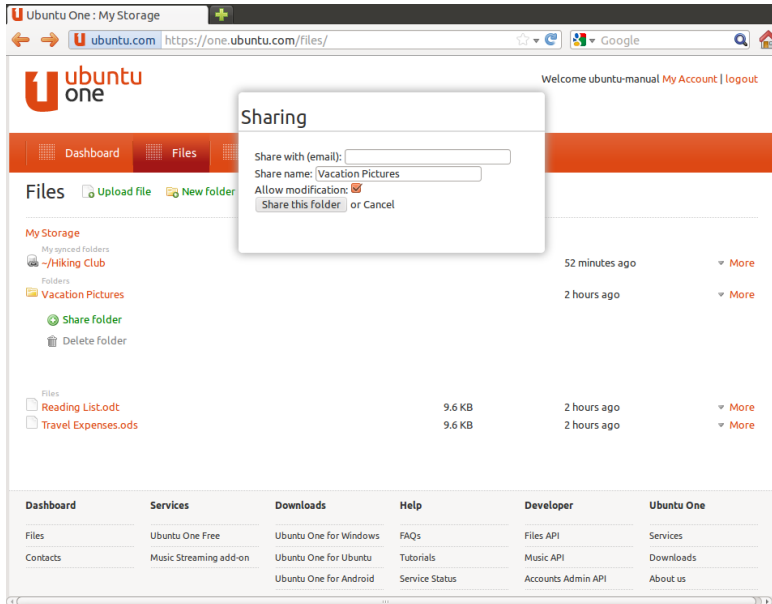 Ubuntu One : My Storage
ubuntu.com https://one.ubuntu.com/files/ Google
ubuntu
one
Welcome ubuntu-manual My Account | logout
Sharing
Dashboard Files
Share with (email):
Share name: Vacation Pictures
Allow modification:
Share this folder or Cancel
Files Upload file New folder
My Storage
My synced folders
~/Hiking Club 52 minutes ago More
Folders
Vacation Pictures 2 hours ago More
Share folder
Delete folder
Files
Reading List.odt 9.6 KB 2 hours ago More
Travel Expenses.ods 9.6 KB 2 hours ago More
Dashboard Services Downloads Help Developer Ubuntu One
Files Ubuntu One Free Ubuntu One for Windows FAQs Files API Services
Contacts Music Streaming add-on Ubuntu One for Ubuntu Tutorials Music API Downloads
Ubuntu One for Android Service Status Accounts Admin API About us